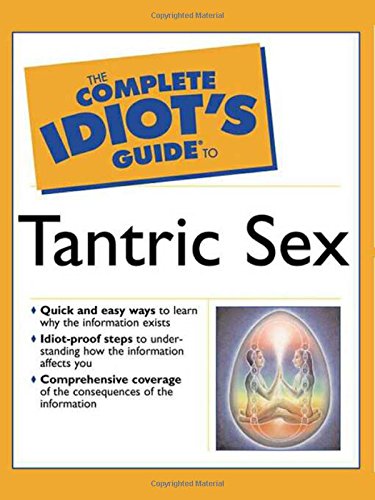 Copyrighted Material
THE
COMPLETE
IDIOT'S
GUIDE® TO
Tantric Sex
♦ Quick and easy ways to learn
why the information exists
♦ Idiot-proof steps to under-
standing how the information
affects you
♦ Comprehensive coverage
of the consequences of the
information
Copyrighted Material